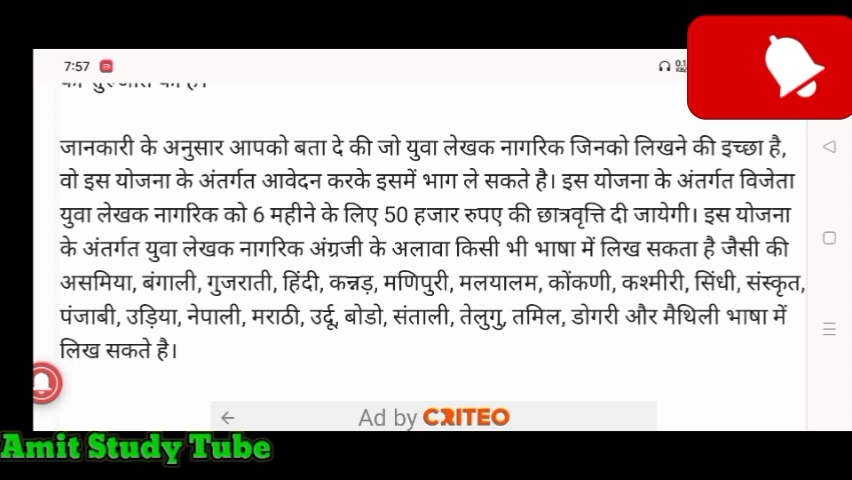 7:57
जानकारी के अनुसार आपको बता दे की जो युवा लेखक नागरिक जिनको लिखने की इच्छा है,
वो इस योजना के अंतर्गत आवेदन करके इसमें भाग ले सकते है। इस योजना के अंतर्गत विजेता
युवा लेखक नागरिक को 6 महीने के लिए 50 हजार रुपए की छात्रवृत्ति दी जायेगी। इस योजना
के अंतर्गत युवा लेखक नागरिक अंग्रजी के अलावा किसी भी भाषा में लिख सकता है जैसी की
असमिया, बंगाली, गुजराती, हिंदी, कन्नड़, मणिपुरी, मलयालम, कोंकणी, कश्मीरी, सिंधी, संस्कृत,
पंजाबी, उड़िया, नेपाली, मराठी, उर्दू, बोडो, संताली, तेलुगु, तमिल, डोगरी और मैथिली भाषा में
लिख सकते है।
Ad by CRITEO
Amit Study Tube